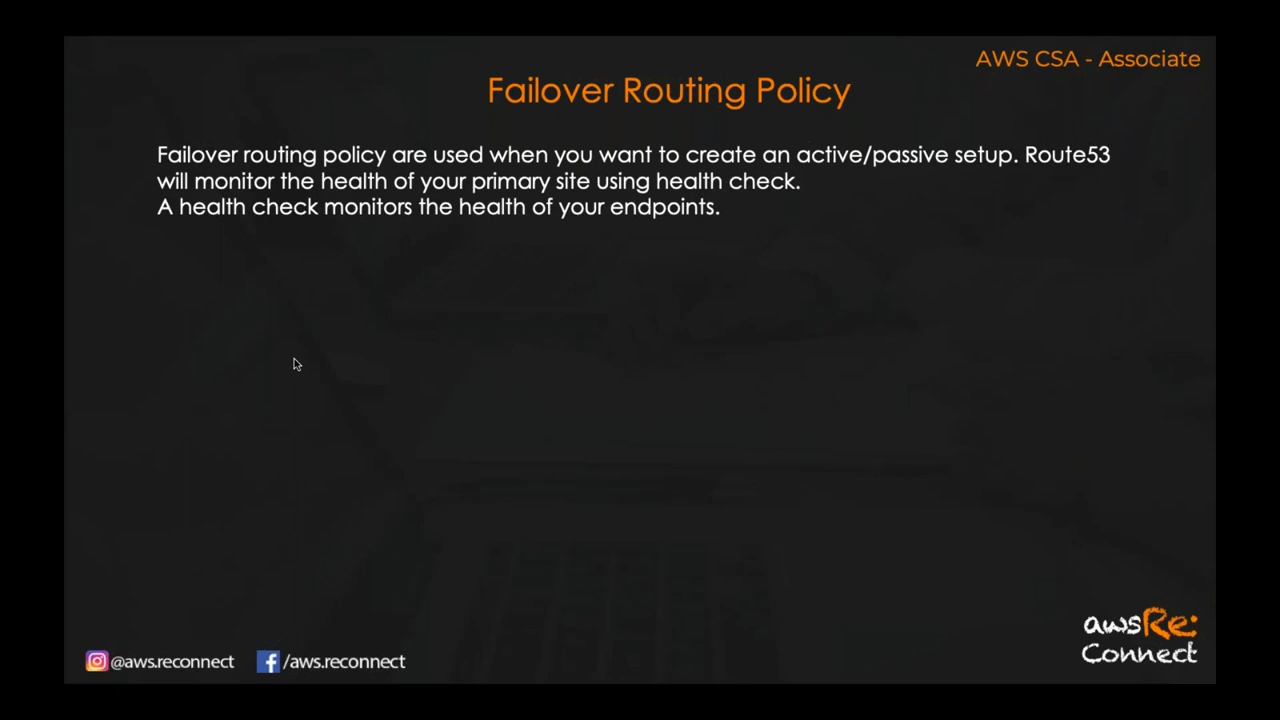 AWS CSA - Associate
Failover Routing Policy
Failover routing policy are used when you want to create an active/passive setup. Route53
will monitor the health of your primary site using health check.
A health check monitors the health of your endpoints.
awsRe:
Connect
@aws.reconnect
/aws.reconnect